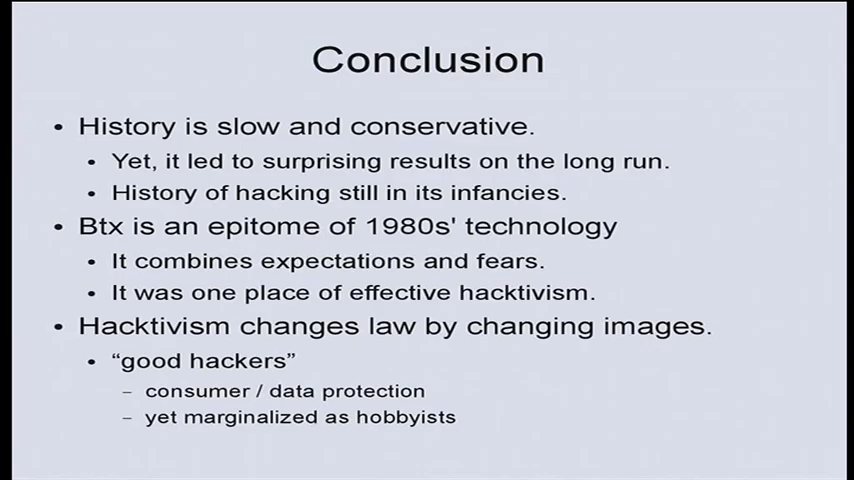 Conclusion
• History is slow and conservative.
• Yet, it led to surprising results on the long run.
• History of hacking still in its infancies.
• Btx is an epitome of 1980s' technology
• It combines expectations and fears.
• It was one place of effective hacktivism.
• Hacktivism changes law by changing images.
• “good hackers”
– consumer / data protection
– yet marginalized as hobbyists